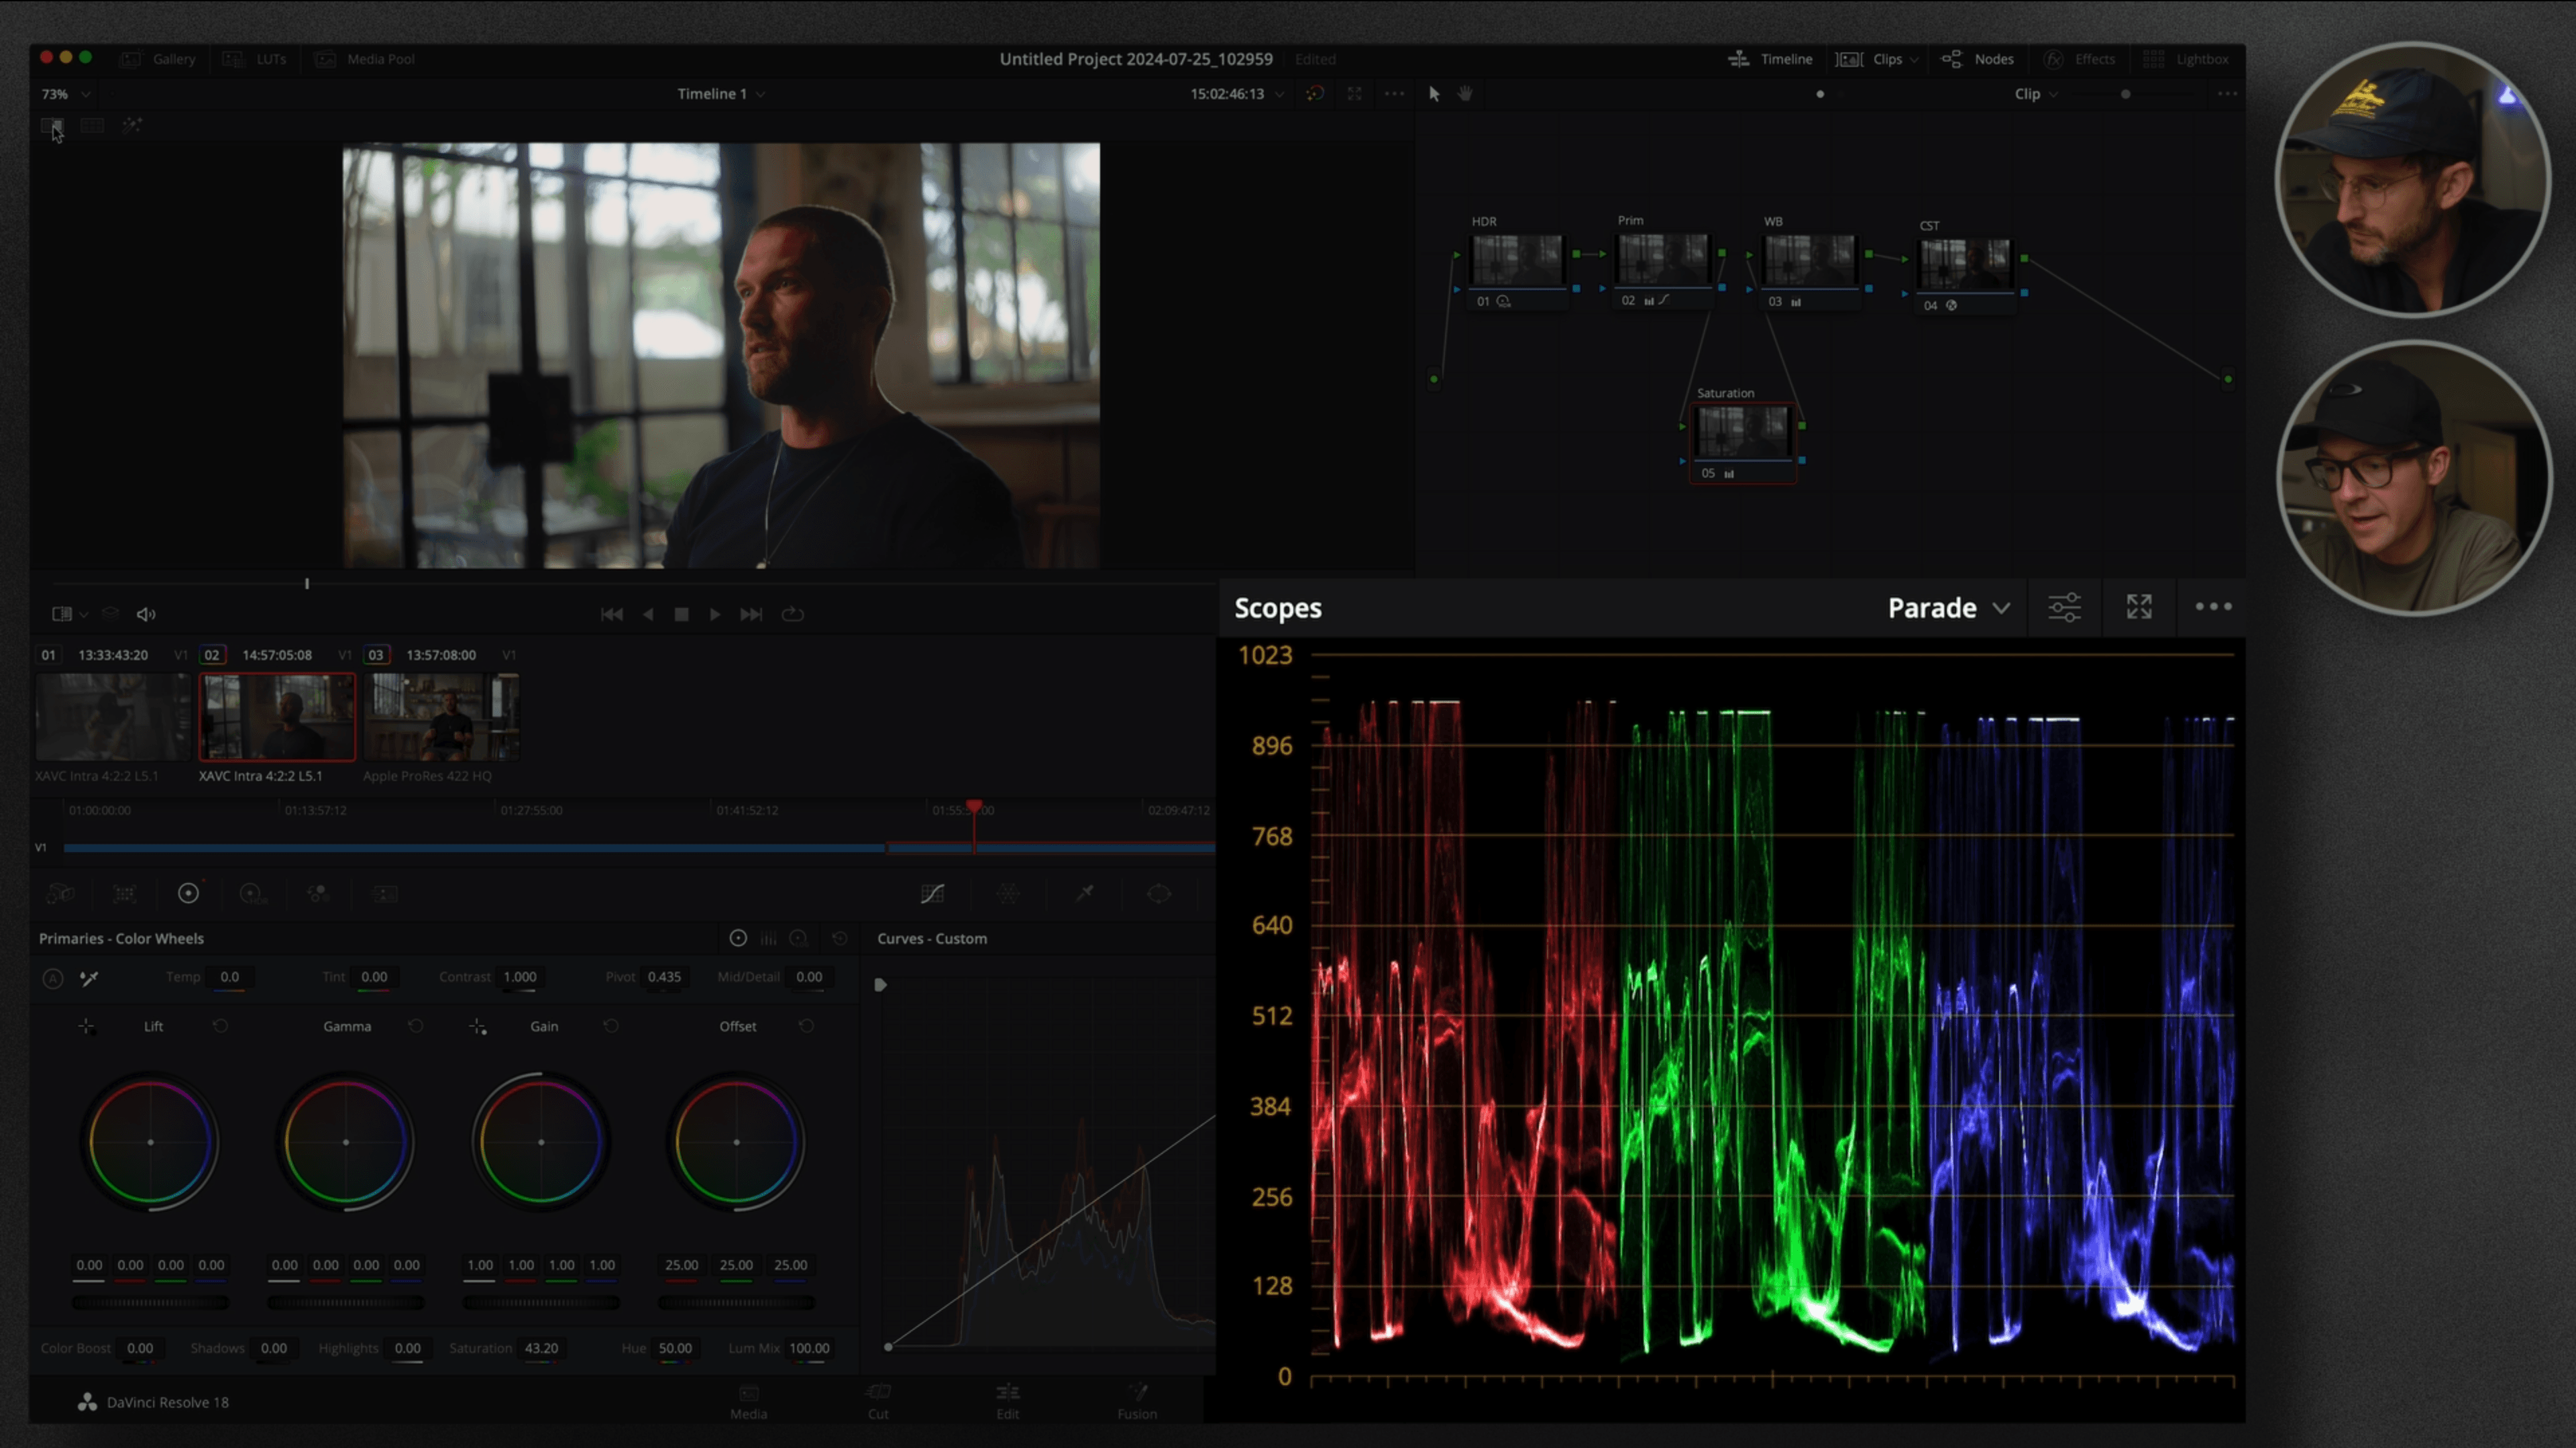 Gallery LUTs Media Pool Untitled Project 2024-07-25_102959 Edited Timeline Clips Nodes Effects Lightbox
73% Timeline 1 15:02:46:13 Clip
HDR Prim WB CST
01 02 03 04
Saturation
05
Scopes Parade
1023
896
768
640
512
384
256
128
0
01 13:33:43:20 V1 02 14:57:05:08 V1 03 13:57:08:00 V1
XAVC Intra 4:2:2 L5.1 XAVC Intra 4:2:2 L5.1 Apple ProRes 422 HQ
01:00:00:00 01:13:57:12 01:27:55:00 01:41:52:12 02:09:47:12
V1
Primaries - Color Wheels Curves - Custom
A Temp 0.0 Tint 0.00 Contrast 1.000 Pivot 0.435 Mid/Detail 0.00
Lift Gamma Gain Offset
0.00 0.00 0.00 0.00 0.00 0.00 0.00 0.00 1.00 1.00 1.00 1.00 25.00 25.00 25.00
Color Boost 0.00 Shadows 0.00 Highlights 0.00 Saturation 43.20 Hue 50.00 Lum Mix 100.00
DaVinci Resolve 18 Media Cut Edit Fusion